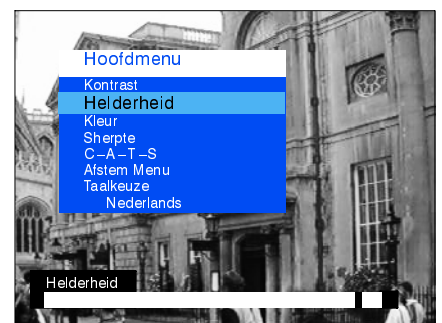 Hoofdmenu
Kontrast
Helderheid
Kleur
Sherpte
C–A–T–S
Afstem Menu
Taalkeuze
Nederlands
Helderheid